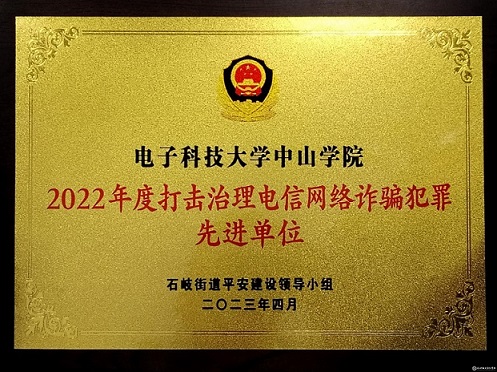 电子科技大学中山学院
2022年度打击治理电信网络诈骗犯罪
先进单位
石岐街道平安建设领导小组
二〇二三年四月